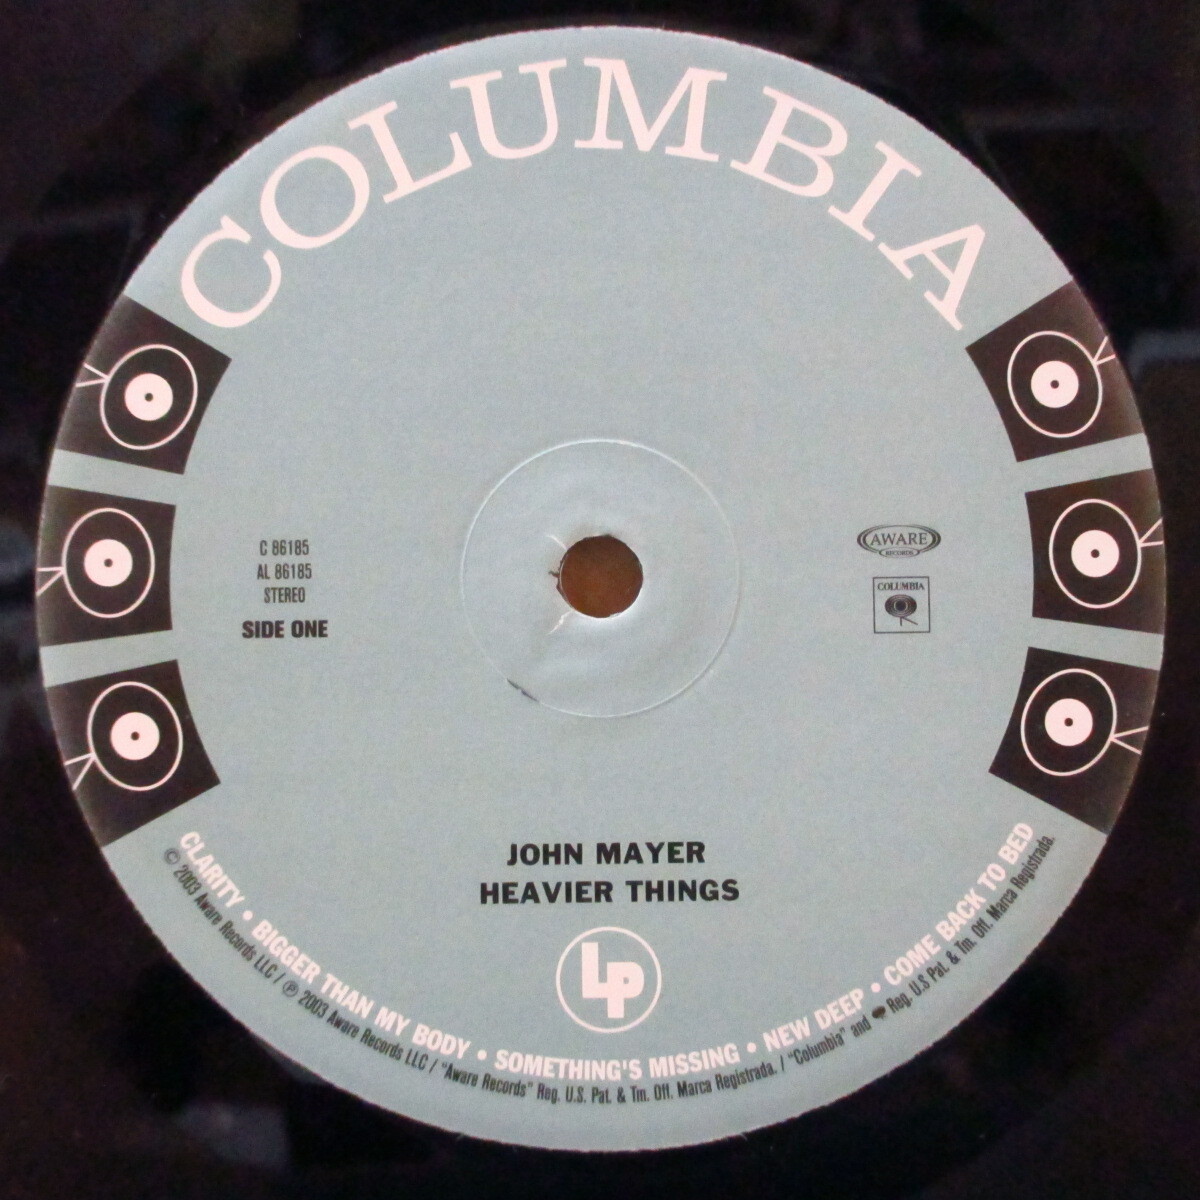 COLUMBIA
C 86185
AL 86185
STEREO
SIDE ONE
AWARE
RECORDS
COLUMBIA
JOHN MAYER
HEAVIER THINGS
LP
CLARITY • BIGGER THAN MY BODY • SOMETHING'S MISSING • NEW DEEP • COME BACK TO BED
© 2003 Aware Records LLC / ℗ 2003 Aware Records LLC / "Aware Records" Reg. U.S. Pat. & Tm. Off. Marca Registrada. / "Columbia" and Reg. U.S Pat. & Tm. Off. Marca Registrada.